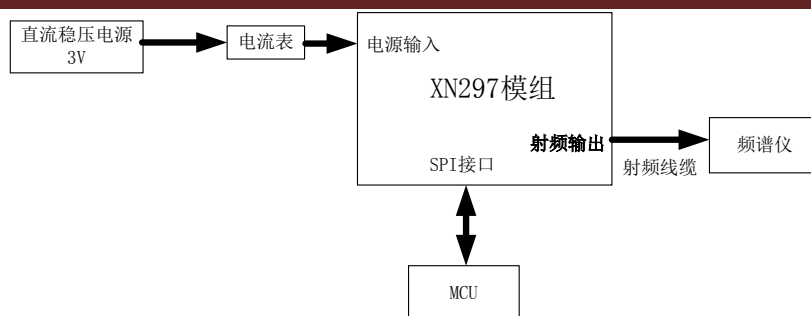 直流稳压电源
3V
电流表
电源输入
XN297模组
射频输出
SPI接口
射频线缆
频谱仪
MCU